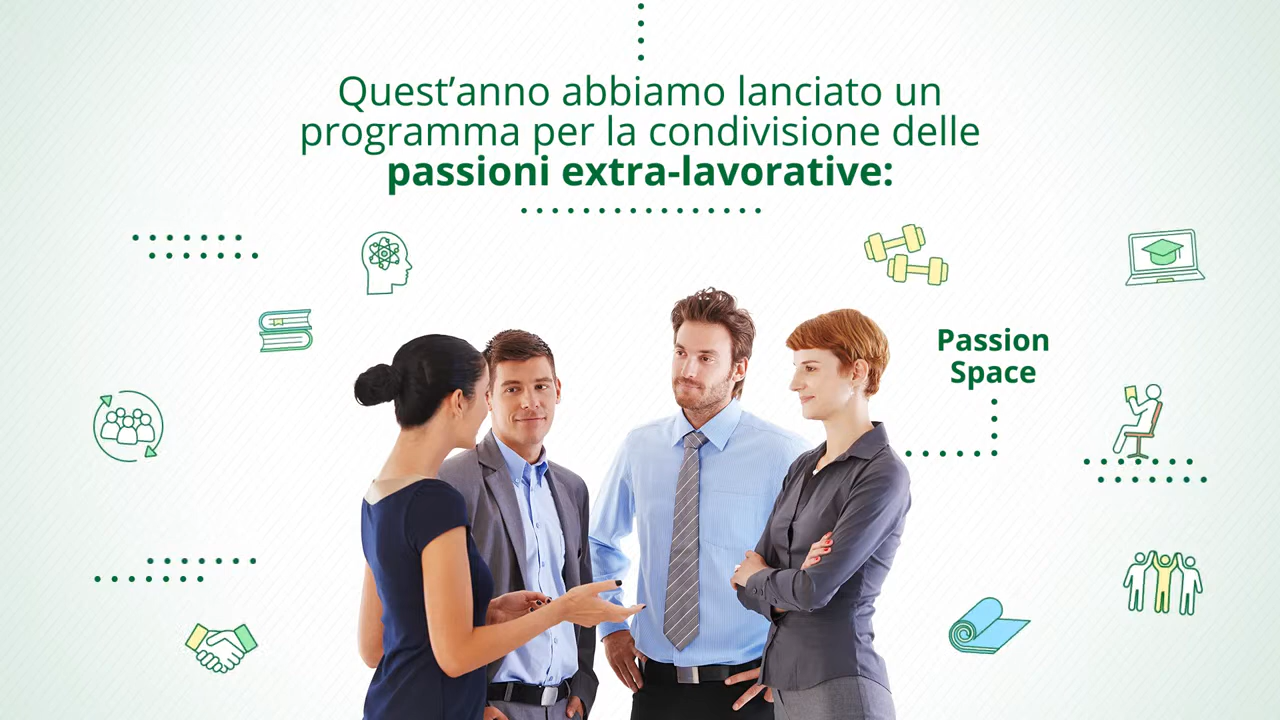 Quest’anno abbiamo lanciato un
programma per la condivisione delle
passioni extra-lavorative:
Passion
Space